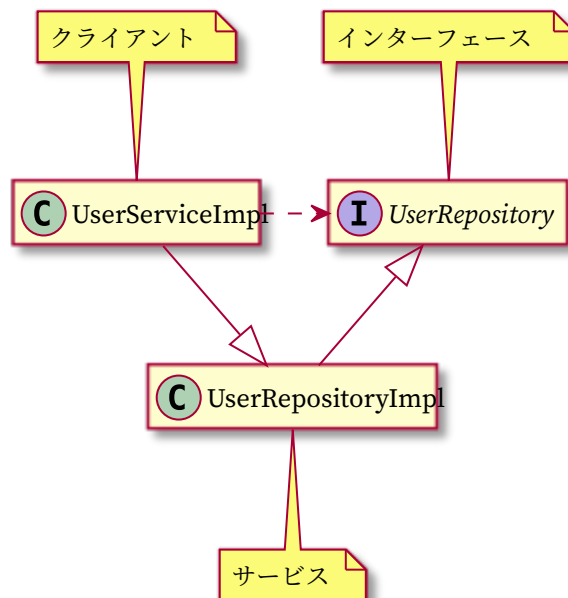 クライアント
インターフェース
C UserServiceImpl
I UserRepository
C UserRepositoryImpl
サービス